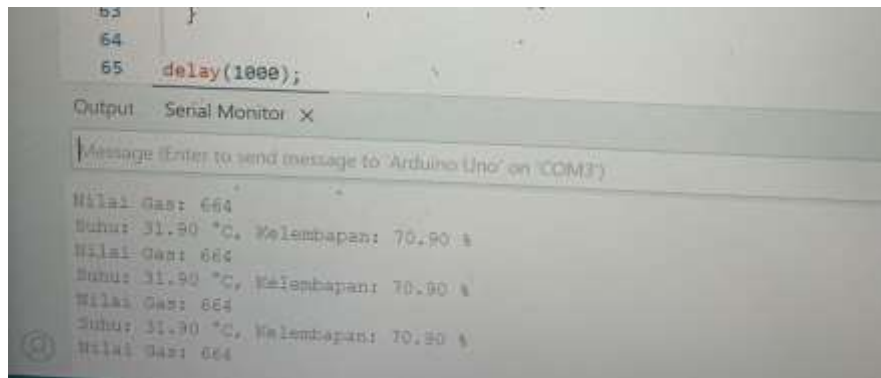 63 }
64
65 delay(1000);
Output Serial Monitor ×
Message (Enter to send message to 'Arduino Uno' on 'COM3')
Nilai Gas: 664
Suhu: 31.90 °C, Kelembapan: 70.90 %
Nilai Gas: 664
Suhu: 31.90 °C, Kelembapan: 70.90 %
Nilai Gas: 664
Suhu: 31.90 °C, Kelembapan: 70.90 %
Nilai Gas: 664